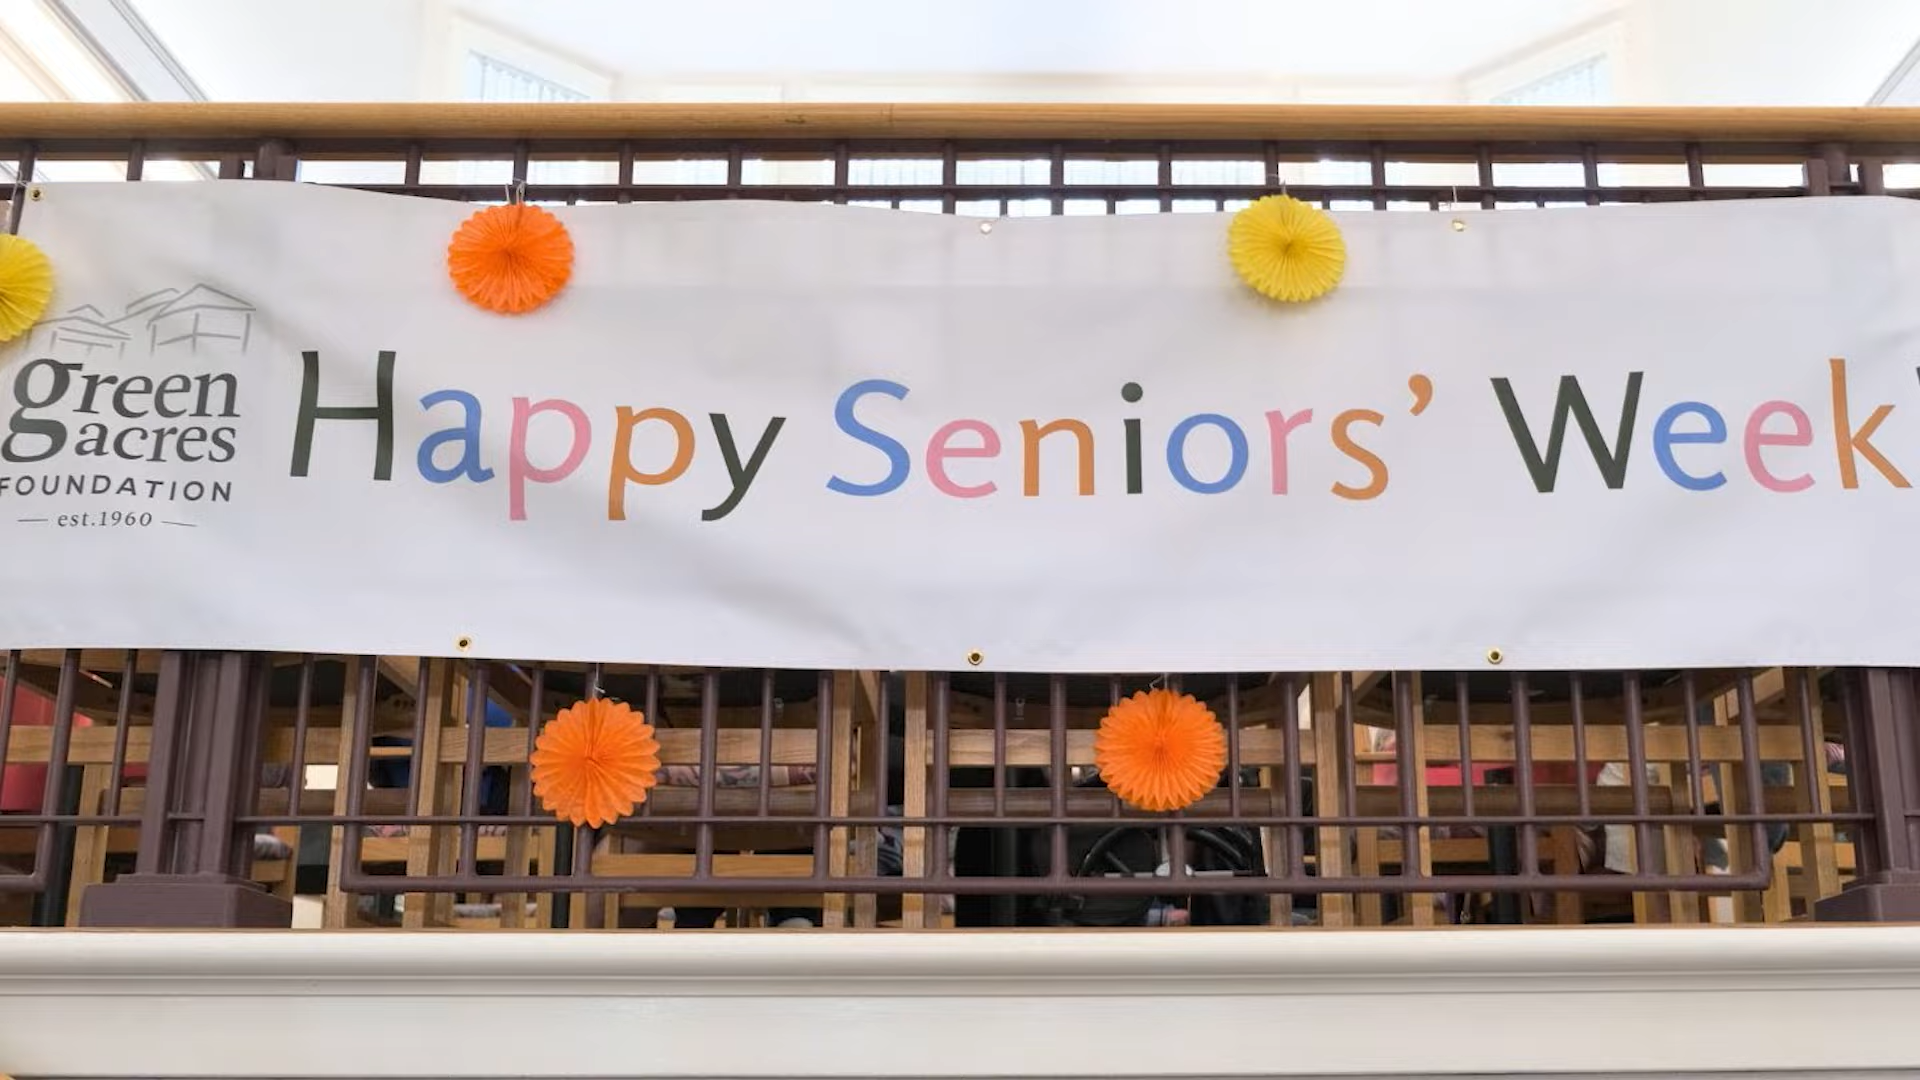 green
acres
FOUNDATION
est.1960
Happy Seniors’ Week